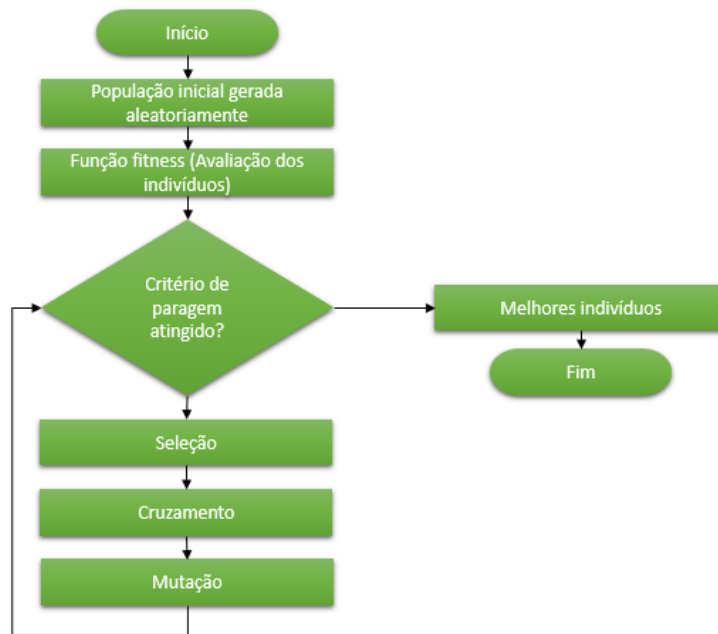 Início
População inicial gerada
aleatoriamente
Função fitness (Avaliação dos
indivíduos)
Critério de
paragem
atingido?
Melhores indivíduos
Fim
Seleção
Cruzamento
Mutação